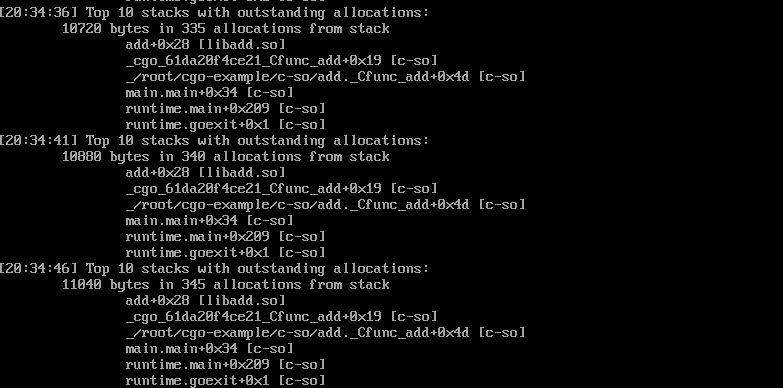 [20:34:36] Top 10 stacks with outstanding allocations:
10720 bytes in 335 allocations from stack
add+0x28 [libadd.so]
_cgo_61da20f4ce21_Cfunc_add+0x19 [c-so]
_/root/cgo-example/c-so/add._Cfunc_add+0x4d [c-so]
main.main+0x34 [c-so]
runtime.main+0x209 [c-so]
runtime.goexit+0x1 [c-so]
[20:34:41] Top 10 stacks with outstanding allocations:
10880 bytes in 340 allocations from stack
add+0x28 [libadd.so]
_cgo_61da20f4ce21_Cfunc_add+0x19 [c-so]
_/root/cgo-example/c-so/add._Cfunc_add+0x4d [c-so]
main.main+0x34 [c-so]
runtime.main+0x209 [c-so]
runtime.goexit+0x1 [c-so]
[20:34:46] Top 10 stacks with outstanding allocations:
11040 bytes in 345 allocations from stack
add+0x28 [libadd.so]
_cgo_61da20f4ce21_Cfunc_add+0x19 [c-so]
_/root/cgo-example/c-so/add._Cfunc_add+0x4d [c-so]
main.main+0x34 [c-so]
runtime.main+0x209 [c-so]
runtime.goexit+0x1 [c-so]